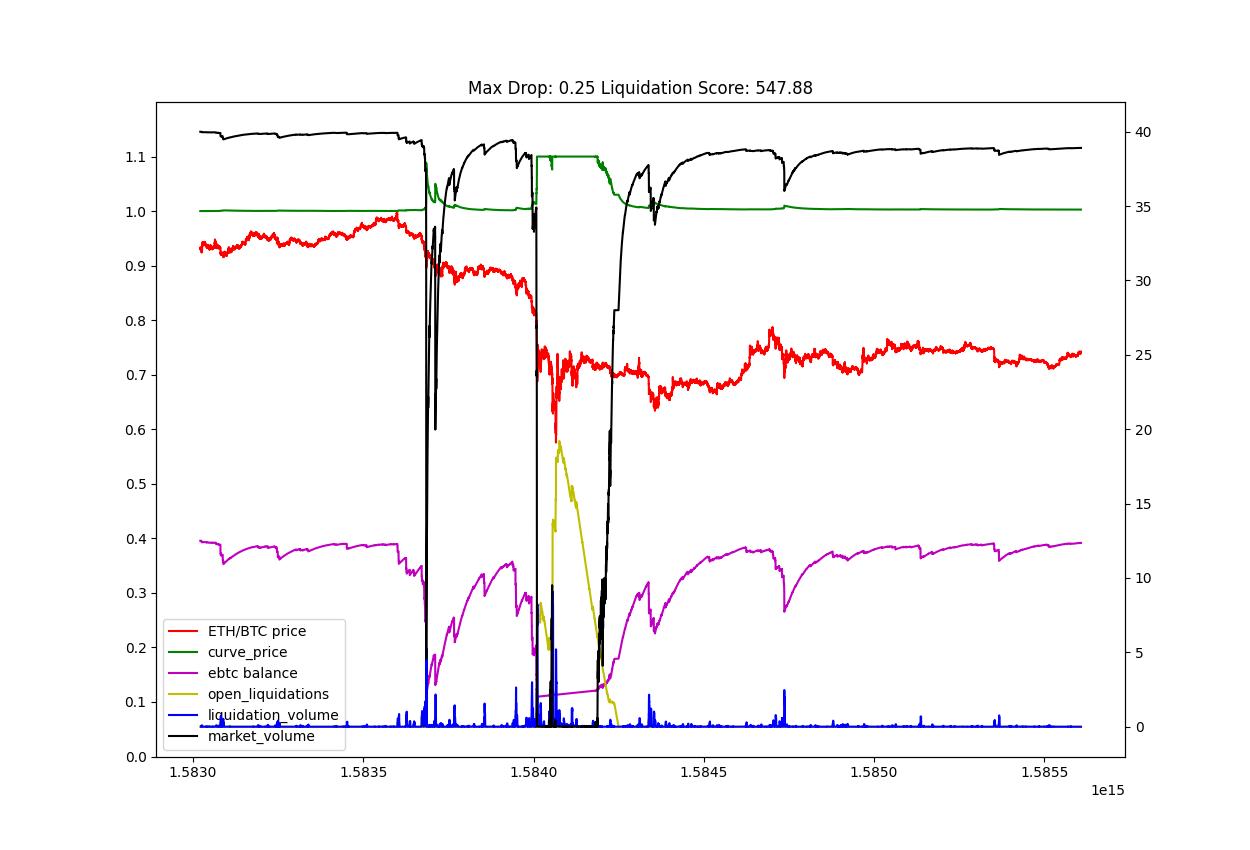 Max Drop: 0.25 Liquidation Score: 547.88
1.1
1.0
0.9
0.8
0.7
0.6
0.5
0.4
0.3
0.2
0.1
0.0
40
35
30
25
20
15
10
5
0
ETH/BTC price
curve_price
ebtc balance
open_liquidations
liquidation_volume
market_volume
1.5830 1.5835 1.5840 1.5845 1.5850 1.5855
1e15